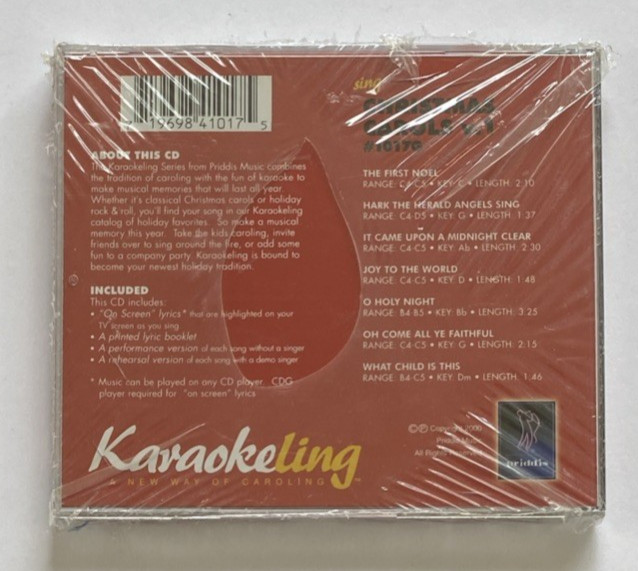 19698 41017 5
ABOUT THIS CD
The Karaokeling Series from Priddis Music combines
the tradition of caroling with the fun of karaoke to
make musical memories that will last all year.
Whether it's classical Christmas carols or holiday
rock & roll, you'll find your song in our Karaokeling
catalog of holiday favorites. So make a musical
memory this year. Take the kids caroling, invite
friends over to sing around the fire, or add some
fun to a company party. Karaokeling is bound to
become your newest holiday tradition.
INCLUDED
This CD includes:
• "On Screen" lyrics* that are highlighted on your
TV screen as you sing
• A printed lyric booklet
• A performance version of each song without a singer
• A rehearsal version of each song with a demo singer
* Music can be played on any CD player. CDG
player required for "on screen" lyrics
sing
CHRISTMAS
CAROLS V.1
#1017G
THE FIRST NOEL
RANGE: C4-C5 • KEY: C • LENGTH: 2:10
HARK THE HERALD ANGELS SING
RANGE: C4-D5 • KEY: G • LENGTH: 1:37
IT CAME UPON A MIDNIGHT CLEAR
RANGE: C4-C5 • KEY: Ab • LENGTH: 2:30
JOY TO THE WORLD
RANGE: C4-C5 • KEY: D • LENGTH: 1:48
O HOLY NIGHT
RANGE: B4-B5 • KEY: Bb • LENGTH: 3:25
OH COME ALL YE FAITHFUL
RANGE: C4-C5 • KEY: G • LENGTH: 2:15
WHAT CHILD IS THIS
RANGE: B4-C5 • KEY: Dm • LENGTH: 1:46
Karaokeling
A NEW WAY OF CAROLING™
©℗ Copyright 2000
Priddis Music
All Rights Reserved
priddis